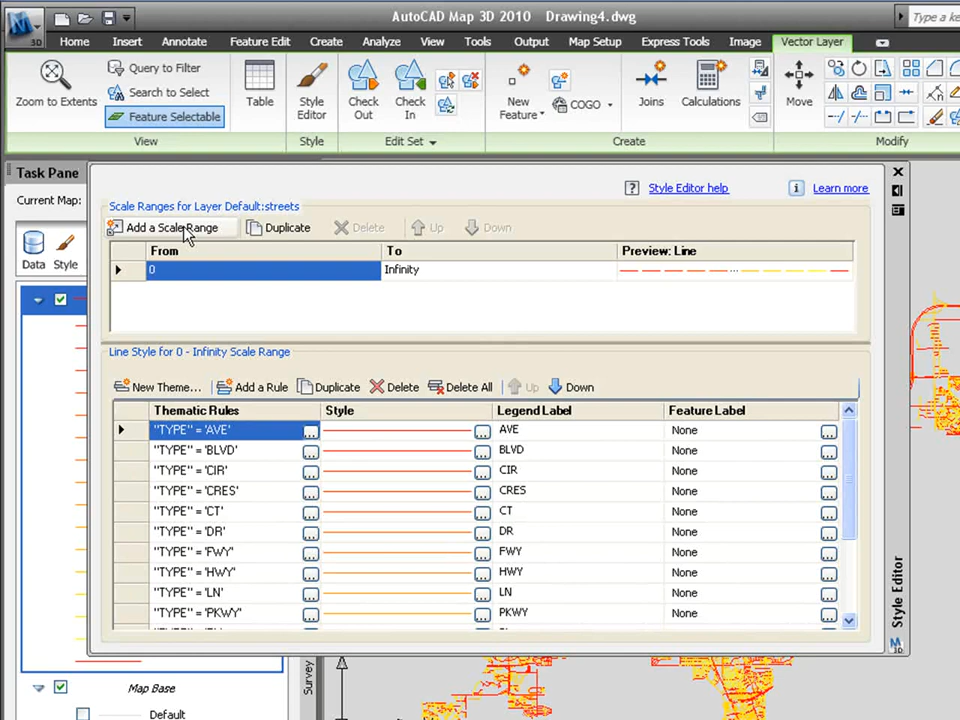 AutoCAD Map 3D 2010 Drawing4.dwg
Type a ke
3D
Home Insert Annotate Feature Edit Create Analyze View Tools Output Map Setup Express Tools Image Vector Layer
Query to Filter
Search to Select
Feature Selectable
Zoom to Extents
Table
Style Editor
Check Out
Check In
New Feature
COGO
Joins
Calculations
Move
View Style Edit Set Create Modify
Task Pane
Current Map:
Data Style
Style Editor help
Learn more
Scale Ranges for Layer Default:streets
Add a Scale Range Duplicate Delete Up Down
From To Preview: Line
0 Infinity
Line Style for 0 - Infinity Scale Range
New Theme... Add a Rule Duplicate Delete Delete All Up Down
Thematic Rules Style Legend Label Feature Label
"TYPE" = 'AVE' ... ... AVE None ...
"TYPE" = 'BLVD' ... ... BLVD None ...
"TYPE" = 'CIR' ... ... CIR None ...
"TYPE" = 'CRES' ... ... CRES None ...
"TYPE" = 'CT' ... ... CT None ...
"TYPE" = 'DR' ... ... DR None ...
"TYPE" = 'FWY' ... ... FWY None ...
"TYPE" = 'HWY' ... ... HWY None ...
"TYPE" = 'LN' ... ... LN None ...
"TYPE" = 'PKWY' ... ... PKWY None ...
Style Editor
3D
Survey
Map Base
Default